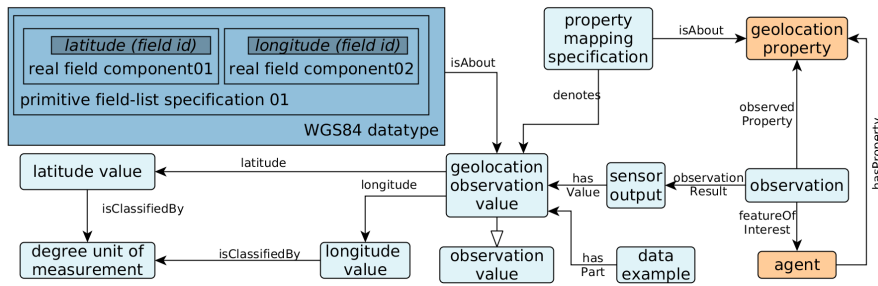 latitude (field id)
longitude (field id)
real field component01
real field component02
primitive field-list specification 01
WGS84 datatype
isAbout
property
mapping
specification
isAbout
geolocation
property
denotes
observed
Property
hasProperty
latitude value
latitude
longitude
geolocation
observation
value
has
Value
sensor
output
observation
Result
observation
isClassifiedBy
featureOf
Interest
degree unit of
measurement
isClassifiedBy
longitude
value
observation
value
has
Part
data
example
agent